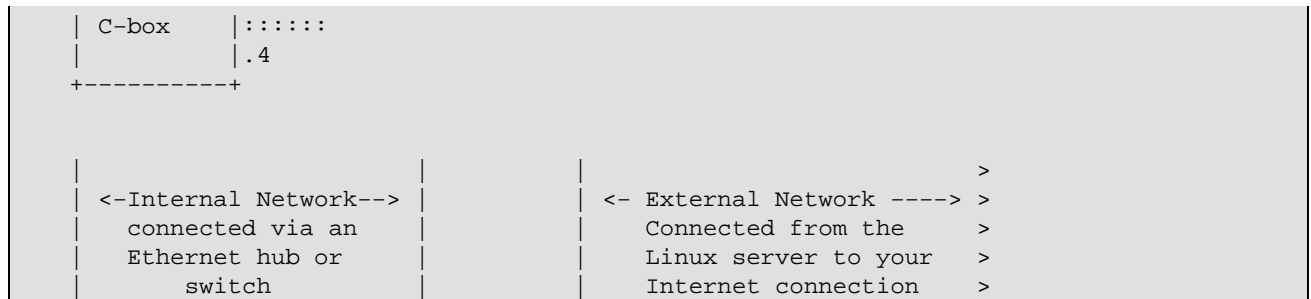 | C-box    |::::::
|          |.4
+----------+
|                      |          |                         >
| <-Internal Network--> |          | <- External Network ----> >
|   connected via an    |          |    Connected from the     >
|   Ethernet hub or     |          |    Linux server to your   >
|       switch          |          |    Internet connection    >